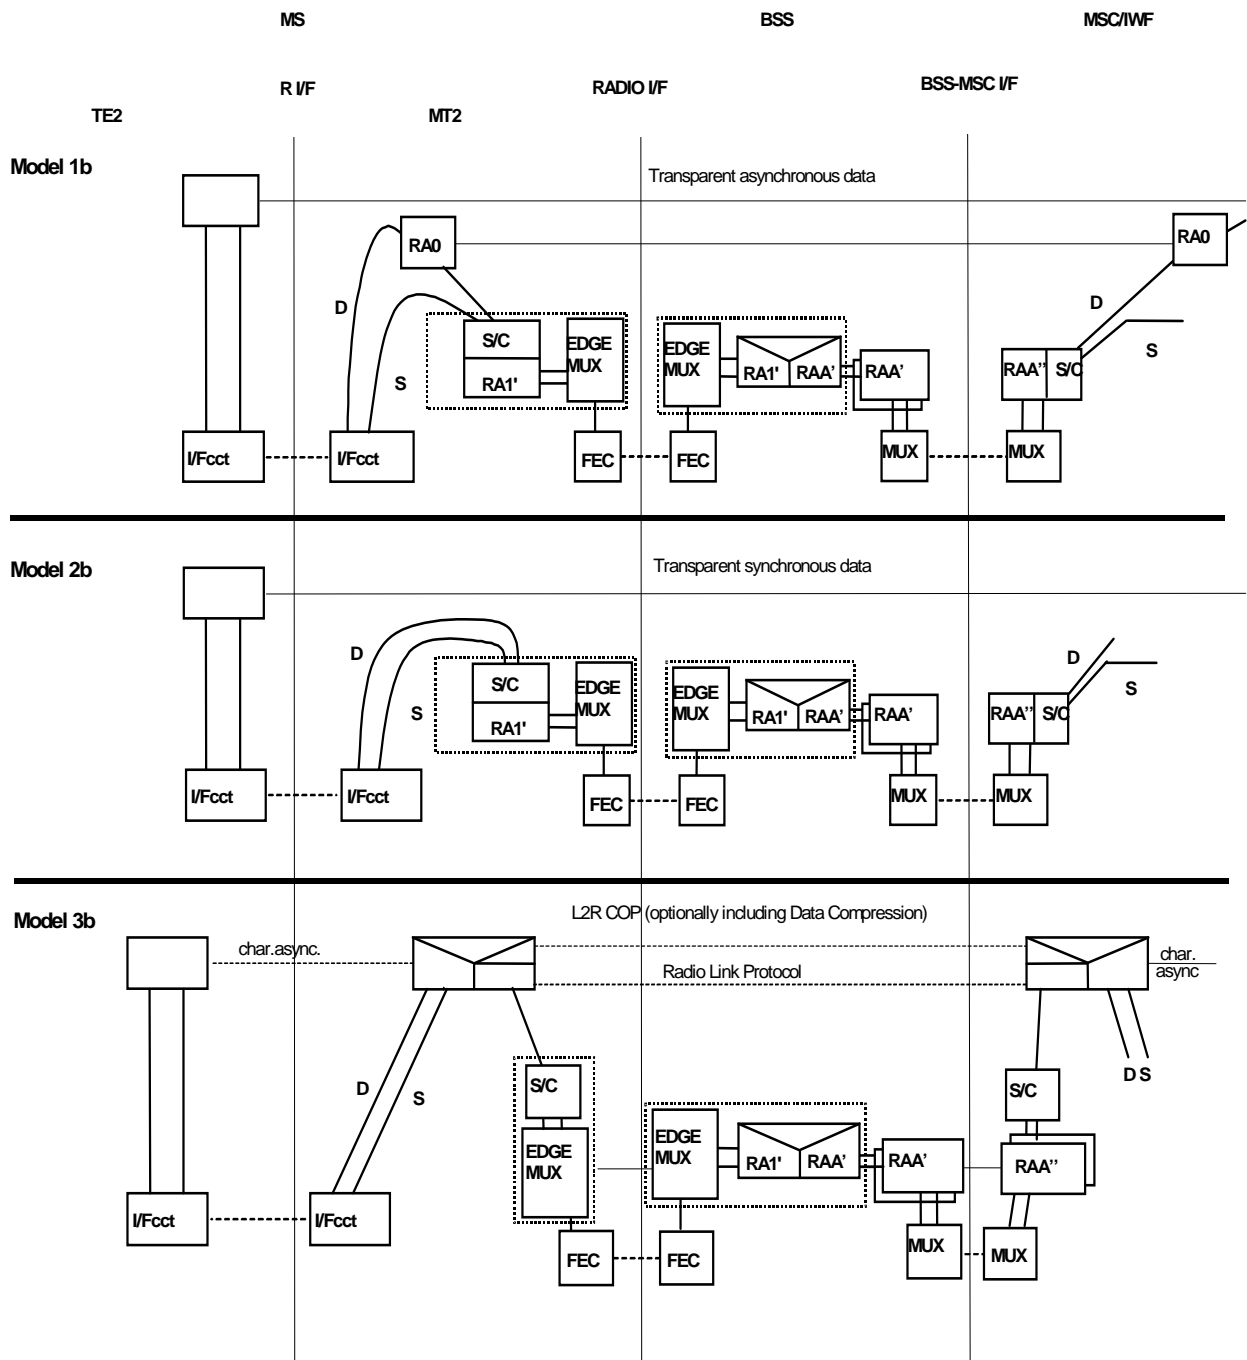 MS BSS MSC/IWF
R I/F RADIO I/F BSS-MSC I/F
TE2 MT2
Model 1b
Transparent asynchronous data
RA0 RA0
D D
S/C EDGE MUX EDGE MUX S
RA1' RA1' RAA' RAA' RAA'' S/C
S
I/Fcct I/Fcct FEC FEC MUX MUX
Model 2b
Transparent synchronous data
D D
S/C EDGE MUX EDGE MUX S
S RA1' RA1' RAA' RAA' RAA'' S/C
I/Fcct I/Fcct FEC FEC MUX MUX
Model 3b
L2R COP (optionally including Data Compression)
char.async. char. async
Radio Link Protocol
D S D S
S/C S/C
EDGE MUX EDGE MUX RA1' RAA' RAA' RAA''
I/Fcct I/Fcct FEC FEC MUX MUX